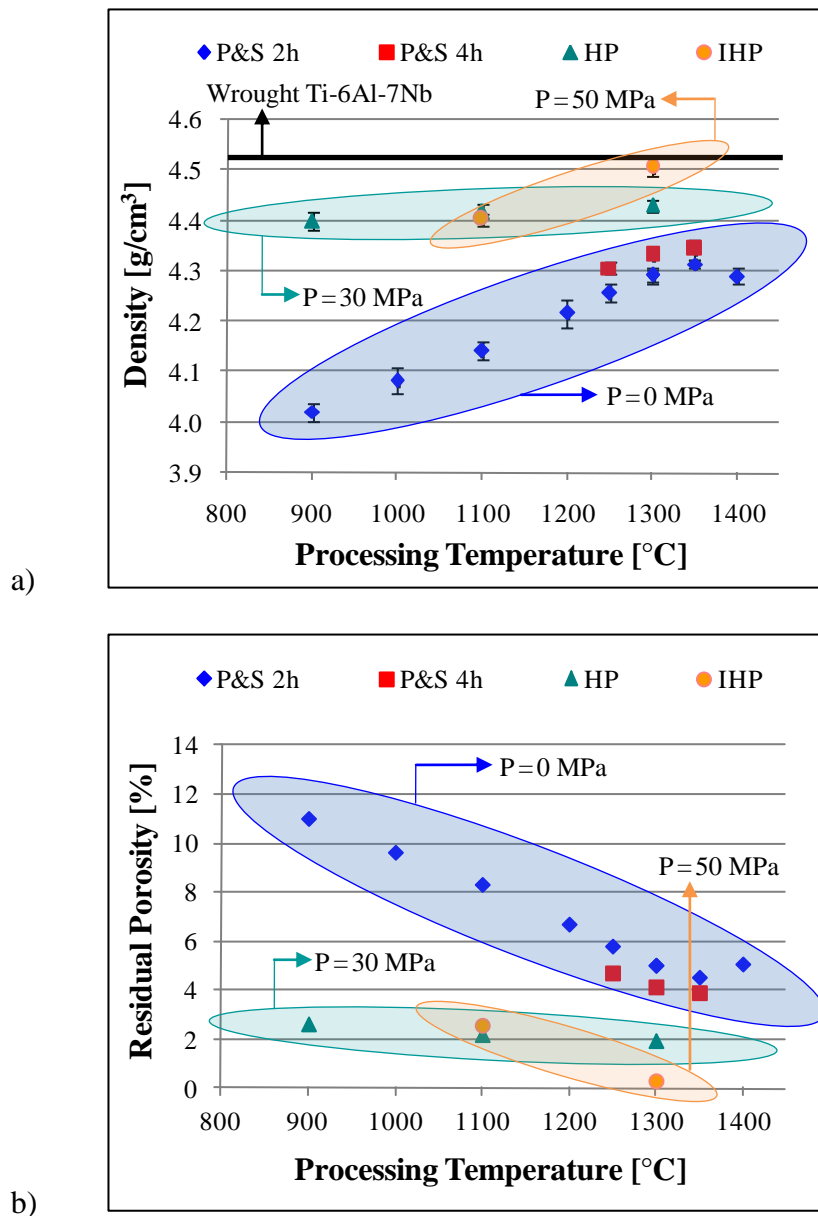 P&S 2h P&S 4h HP IHP
Wrought Ti-6Al-7Nb
P=50 MPa
4.6
4.5
4.4
4.3
4.2
4.1
4.0
3.9
Density [g/cm³]
P=30 MPa
P=0 MPa
800 900 1000 1100 1200 1300 1400
Processing Temperature [°C]
a)
P&S 2h P&S 4h HP IHP
14
12
10
8
6
4
2
0
Residual Porosity [%]
P=0 MPa
P=50 MPa
P=30 MPa
800 900 1000 1100 1200 1300 1400
Processing Temperature [°C]
b)